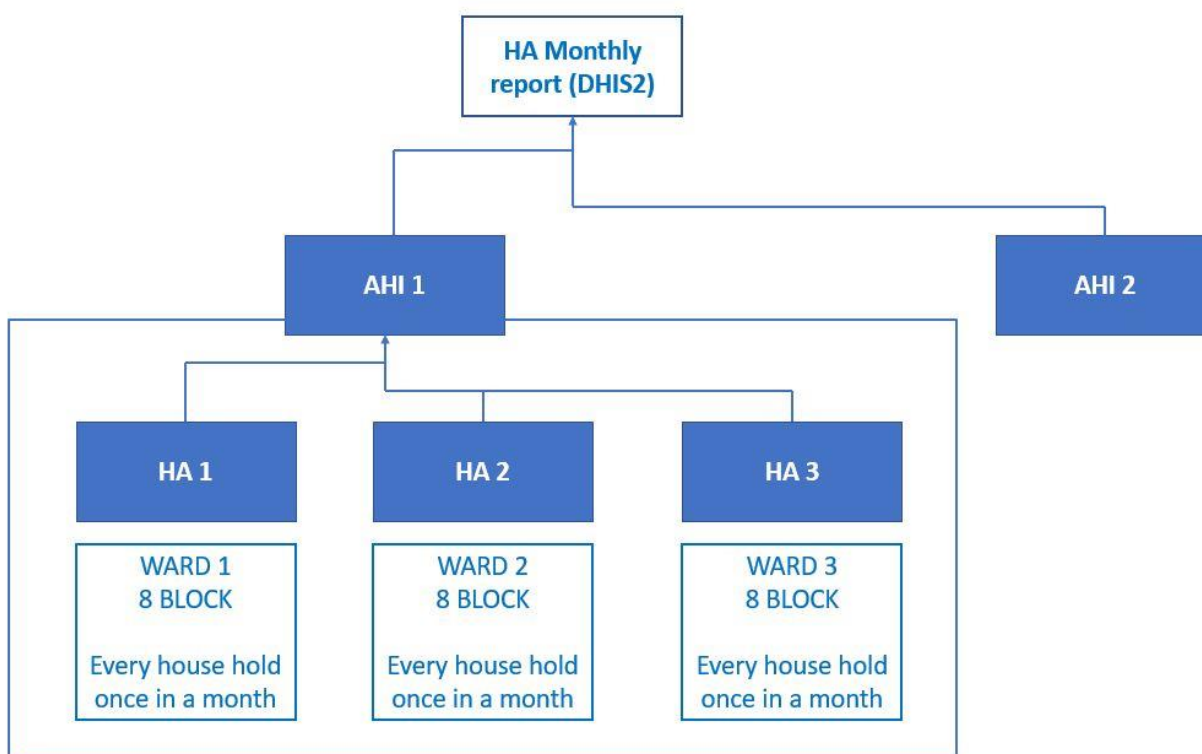 HA Monthly
report (DHIS2)
AHI 1
AHI 2
HA 1
HA 2
HA 3
WARD 1
8 BLOCK
Every house hold
once in a month
WARD 2
8 BLOCK
Every house hold
once in a month
WARD 3
8 BLOCK
Every house hold
once in a month